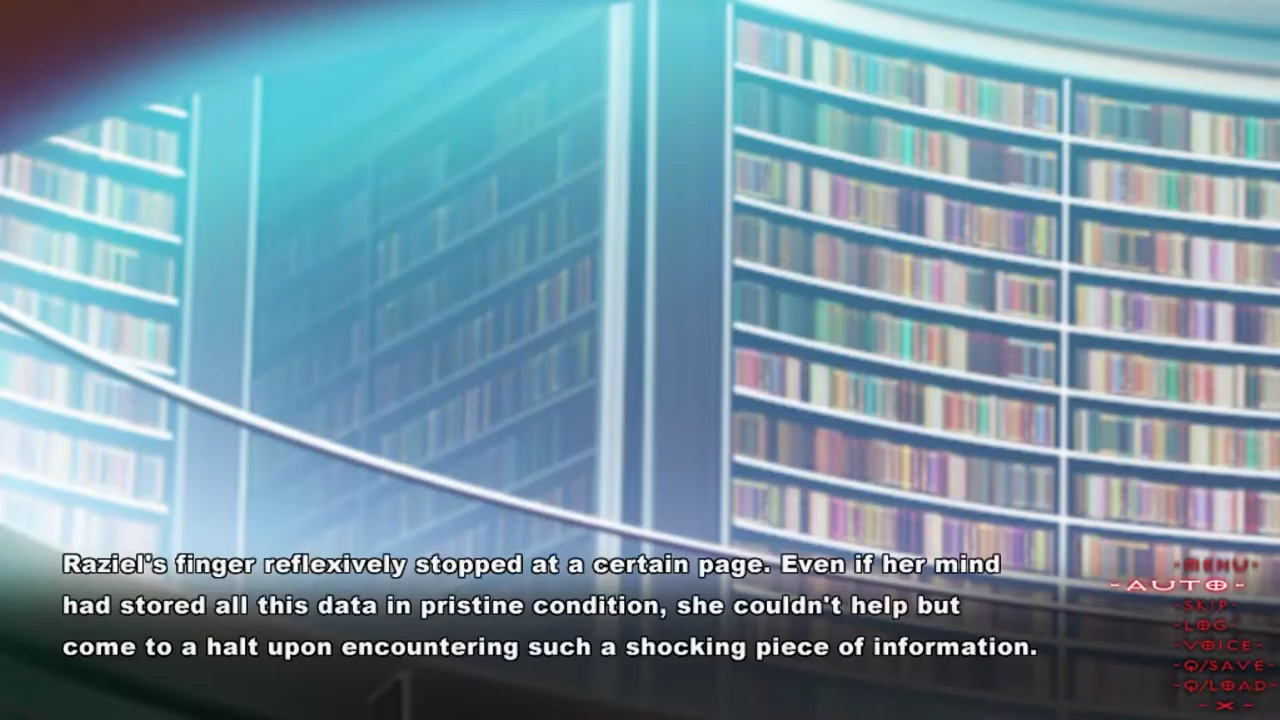 Raziel's finger reflexively stopped at a certain page. Even if her mind
had stored all this data in pristine condition, she couldn't help but
come to a halt upon encountering such a shocking piece of information.
-MENU-
-AUTO-
-SKIP-
-LOG-
-VOICE-
-Q/SAVE-
-Q/LOAD-
-X-